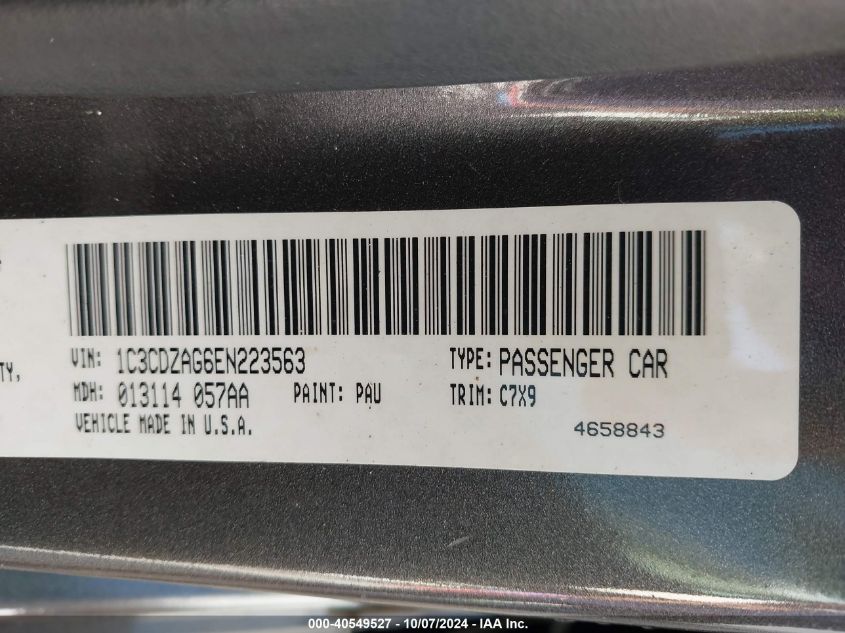 TY,
VIN: 1C3CDZAG6EN223563 TYPE: PASSENGER CAR
MDH: 013114 057AA PAINT: PAU TRIM: C7X9
VEHICLE MADE IN U.S.A. 4658843
000-40549527 - 10/07/2024 - IAA Inc.